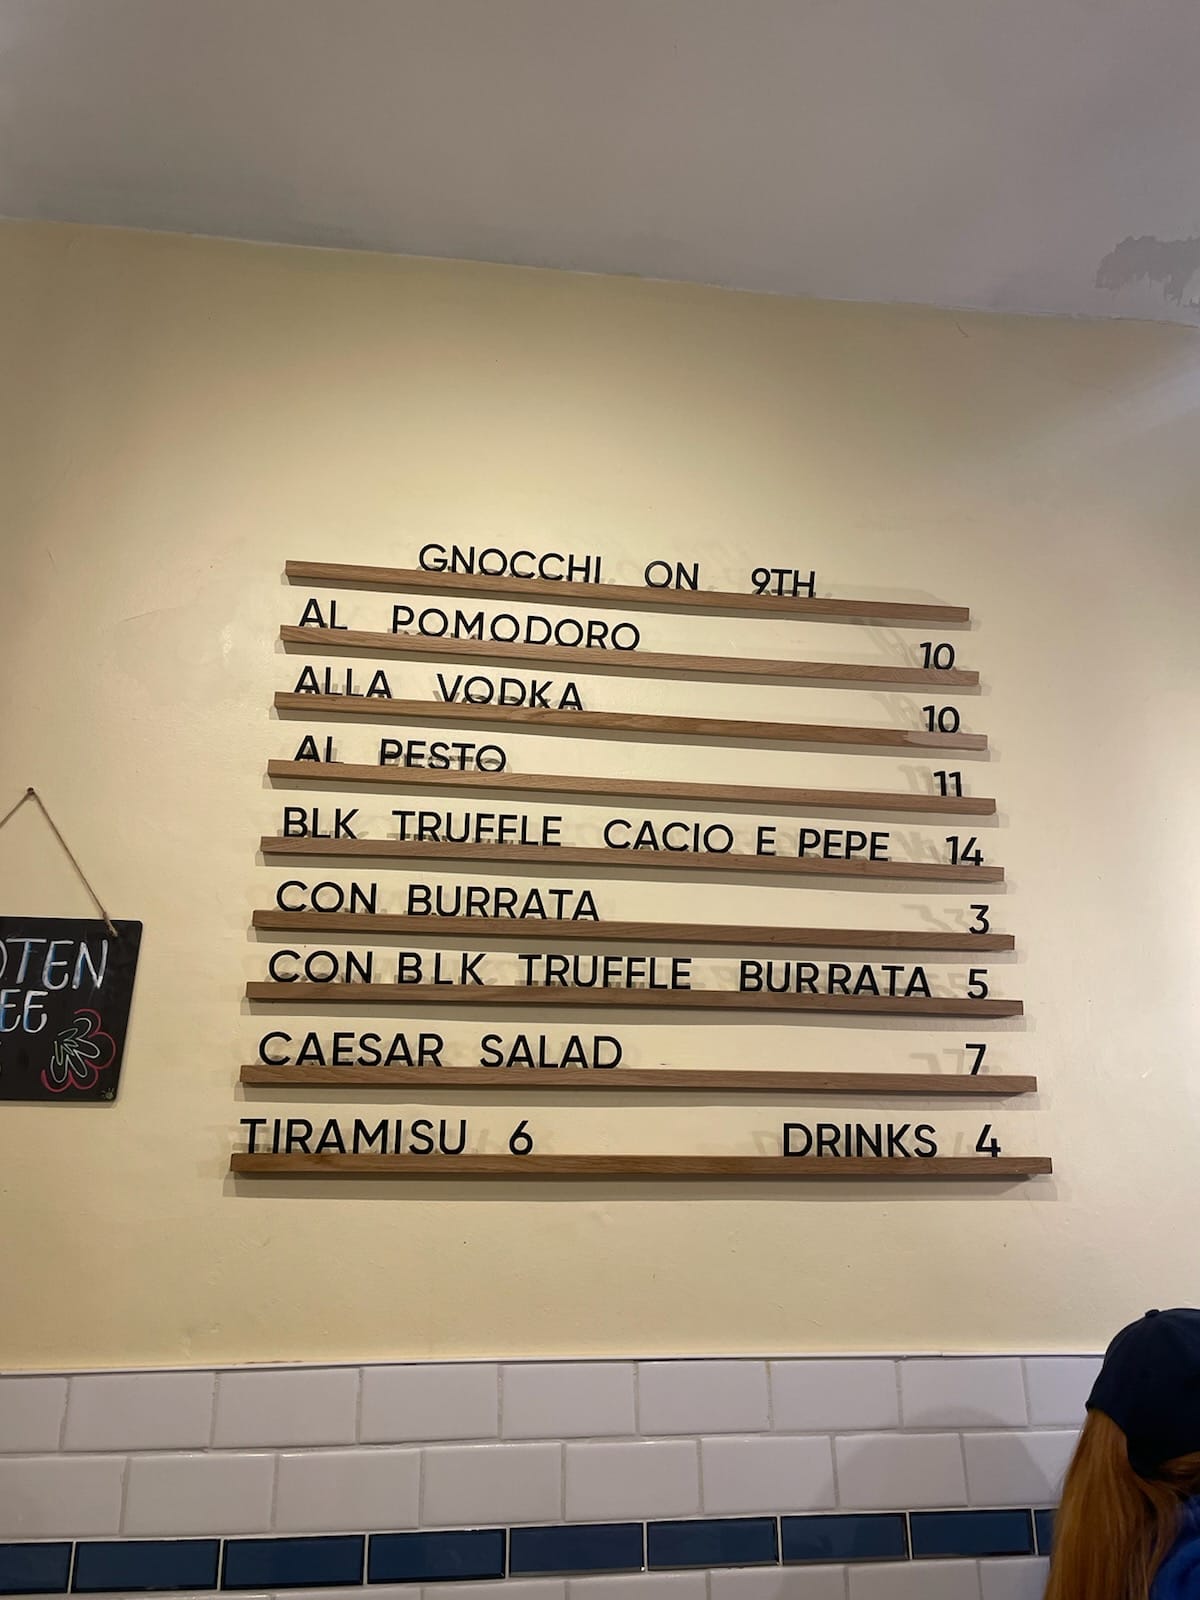 GNOCCHI ON 9TH
AL POMODORO 10
ALLA VODKA 10
AL PESTO 11
BLK TRUFFLE CACIO E PEPE 14
CON BURRATA 3
CON BLK TRUFFLE BURRATA 5
CAESAR SALAD 7
TIRAMISU 6 DRINKS 4